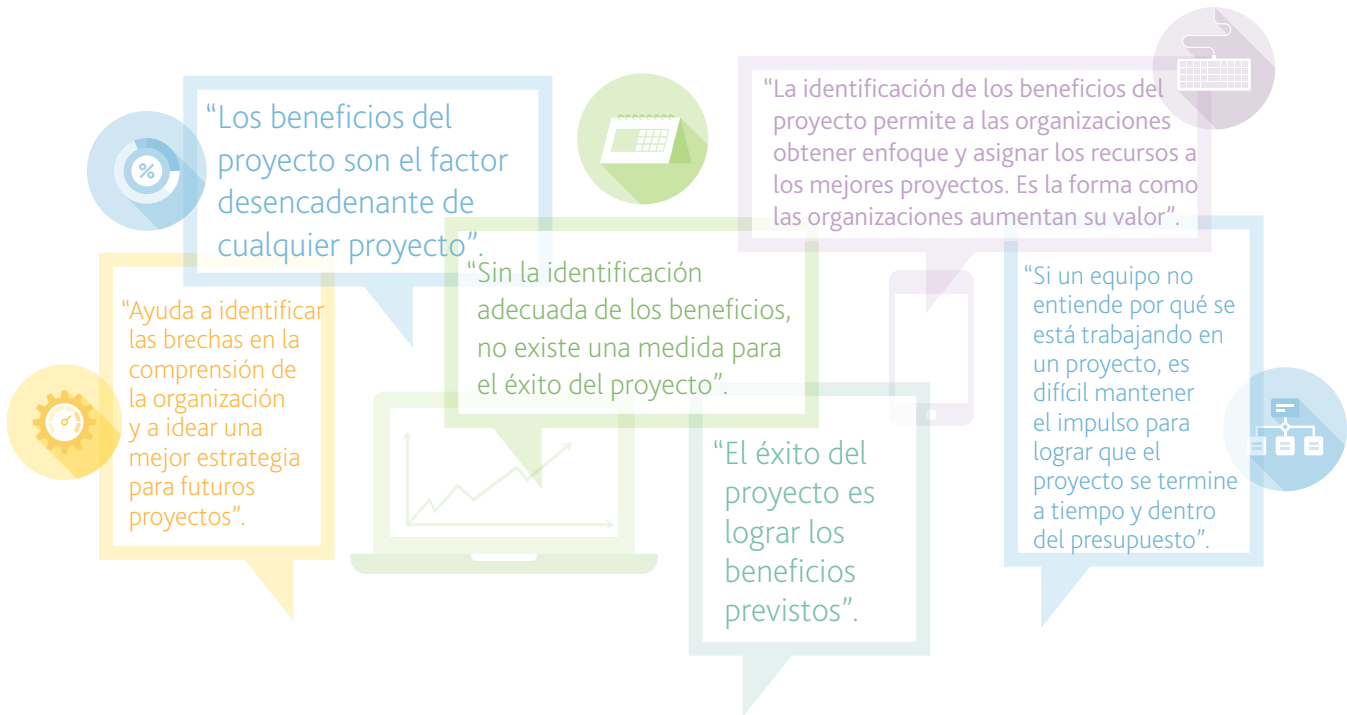 “Los beneficios del
proyecto son el factor
desencadenante de
cualquier proyecto”.
“La identificación de los beneficios del
proyecto permite a las organizaciones
obtener enfoque y asignar los recursos a
los mejores proyectos. Es la forma como
las organizaciones aumentan su valor”.
“Ayuda a identificar
las brechas en la
comprensión de
la organización
y a idear una
mejor estrategia
para futuros
proyectos”.
“Sin la identificación
adecuada de los beneficios,
no existe una medida para
el éxito del proyecto”.
“El éxito del
proyecto es
lograr los
beneficios
previstos”.
“Si un equipo no
entiende por qué se
está trabajando en
un proyecto, es
difícil mantener
el impulso para
lograr que el
proyecto se termine
a tiempo y dentro
del presupuesto”.
%